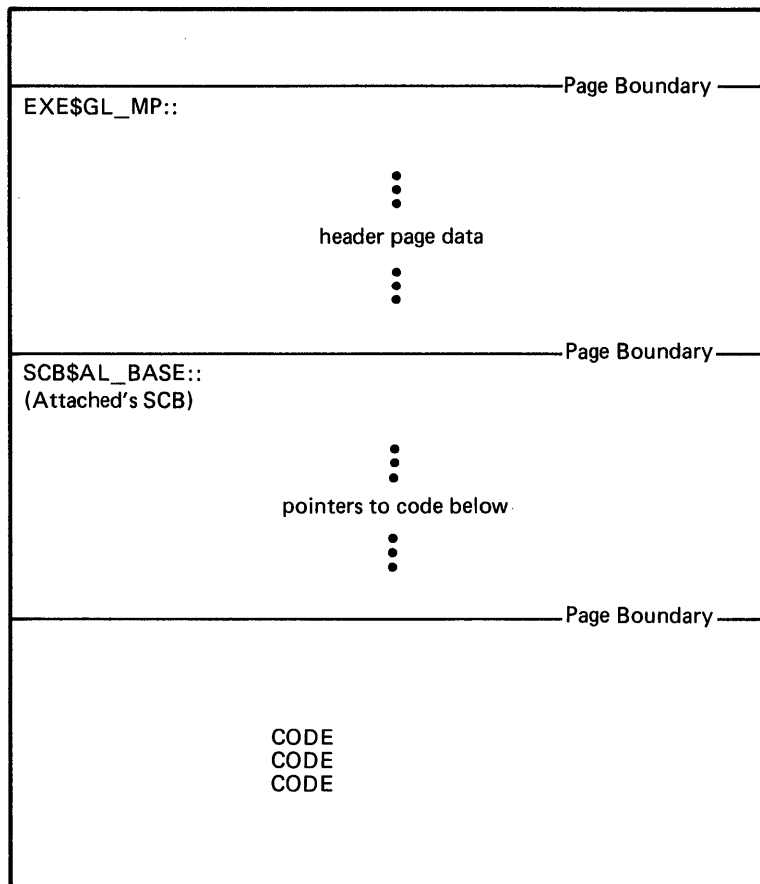 Page Boundary
EXE$GL_MP::
header page data
Page Boundary
SCB$AL_BASE::
(Attached's SCB)
pointers to code below
Page Boundary
CODE
CODE
CODE